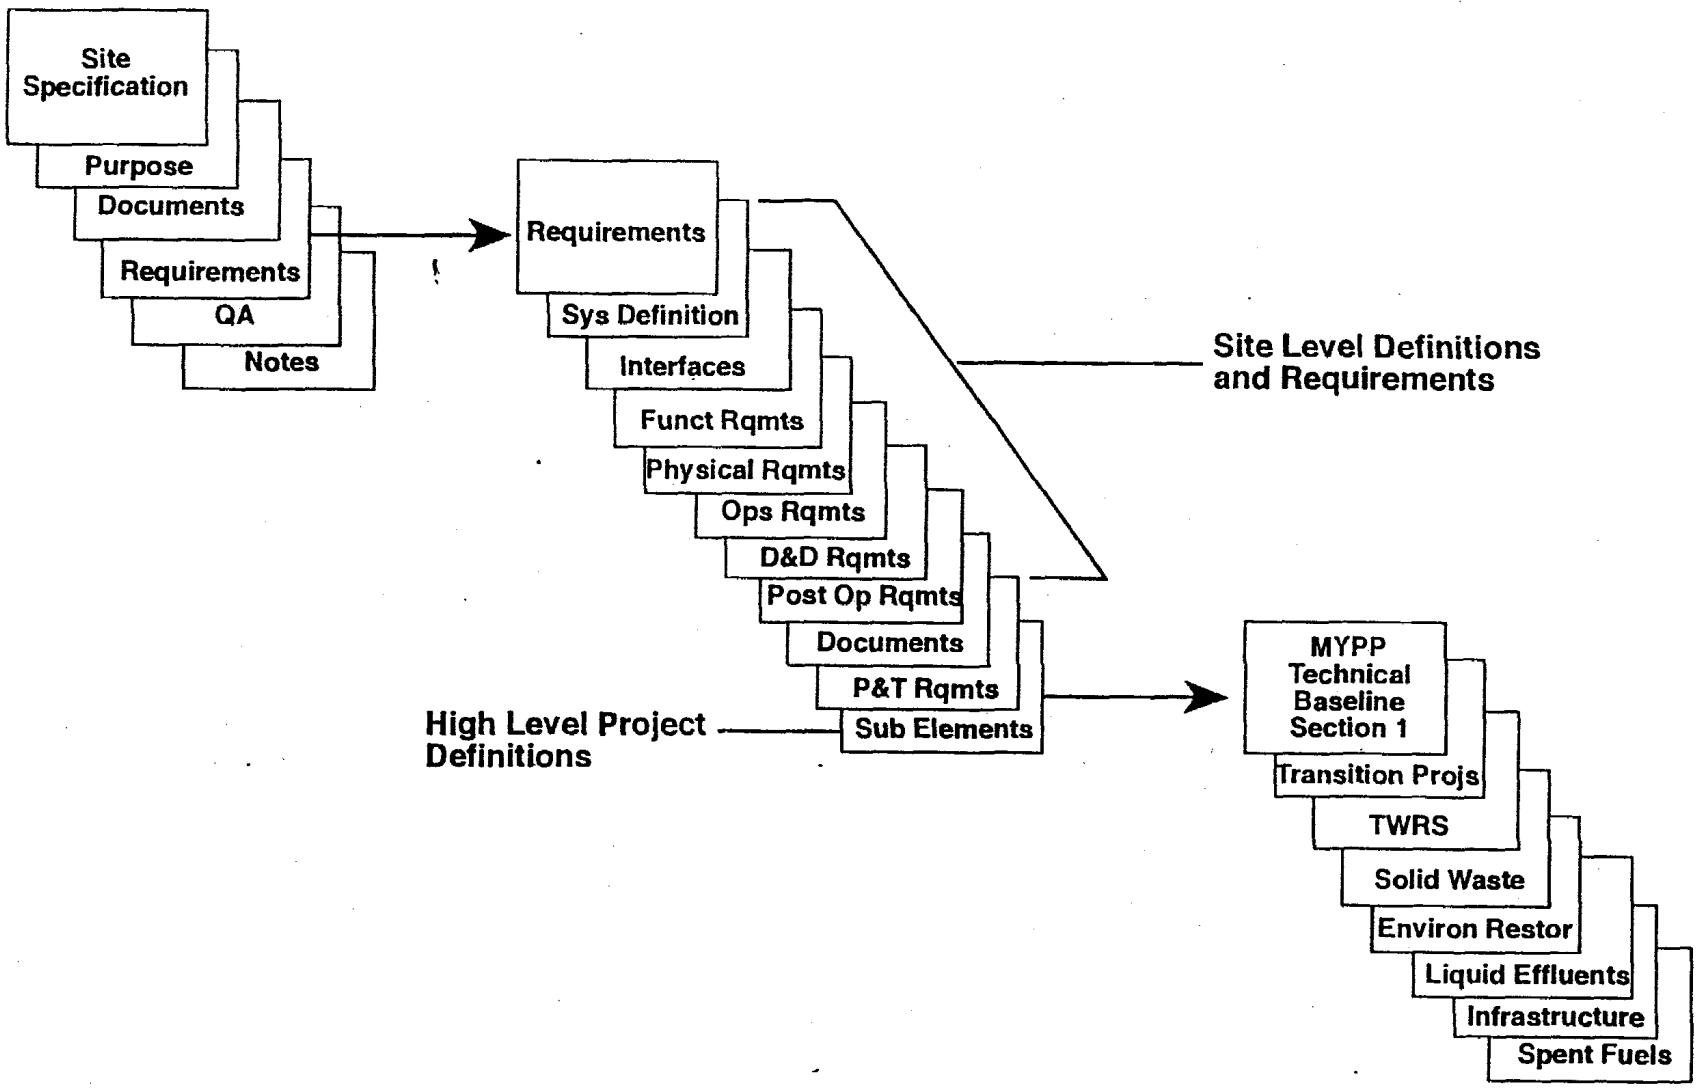 Site
Specification
Purpose
Documents
Requirements
QA
Notes
Requirements
Sys Definition
Interfaces
Funct Rqmts
Physical Rqmts
Ops Rqmts
D&D Rqmts
Post Op Rqmts
Documents
P&T Rqmts
Sub Elements
Site Level Definitions
and Requirements
High Level Project
Definitions
MYPP
Technical
Baseline
Section 1
Transition Projs
TWRS
Solid Waste
Environ Restor
Liquid Effluents
Infrastructure
Spent Fuels